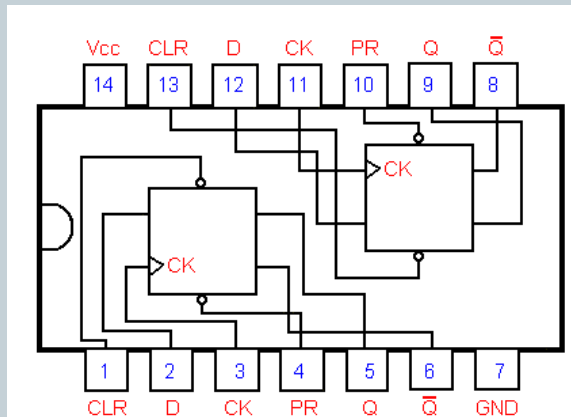 Vcc CLR D CK PR Q Q̅
14 13 12 11 10 9 8
CK
CK
1 2 3 4 5 6 7
CLR D CK PR Q Q̅ GND